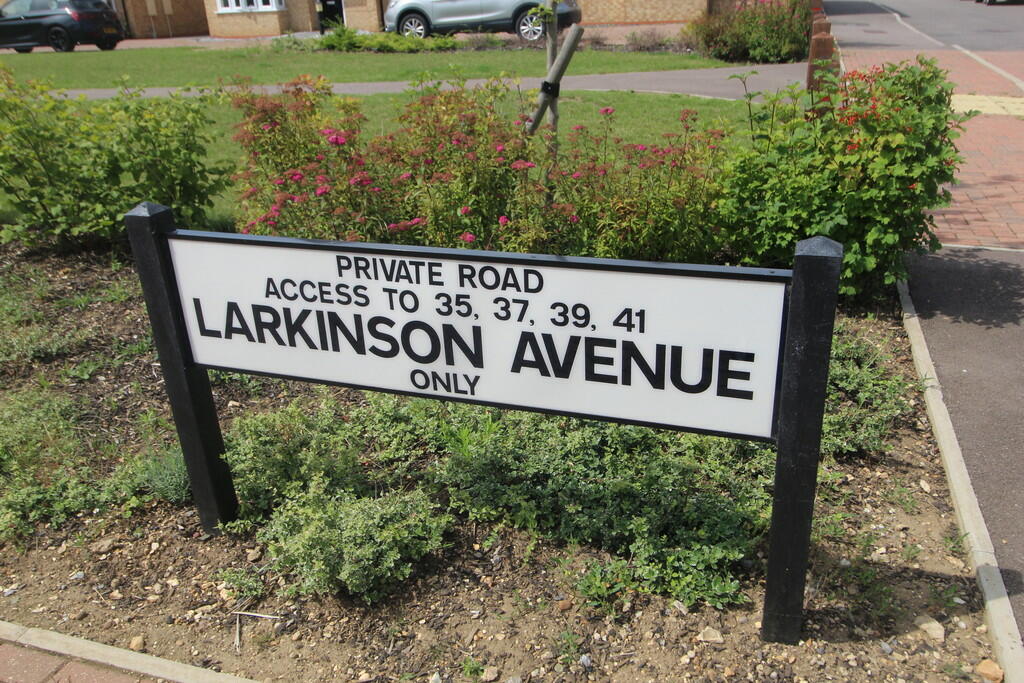 PRIVATE ROAD
ACCESS TO 35, 37, 39, 41
LARKINSON AVENUE
ONLY